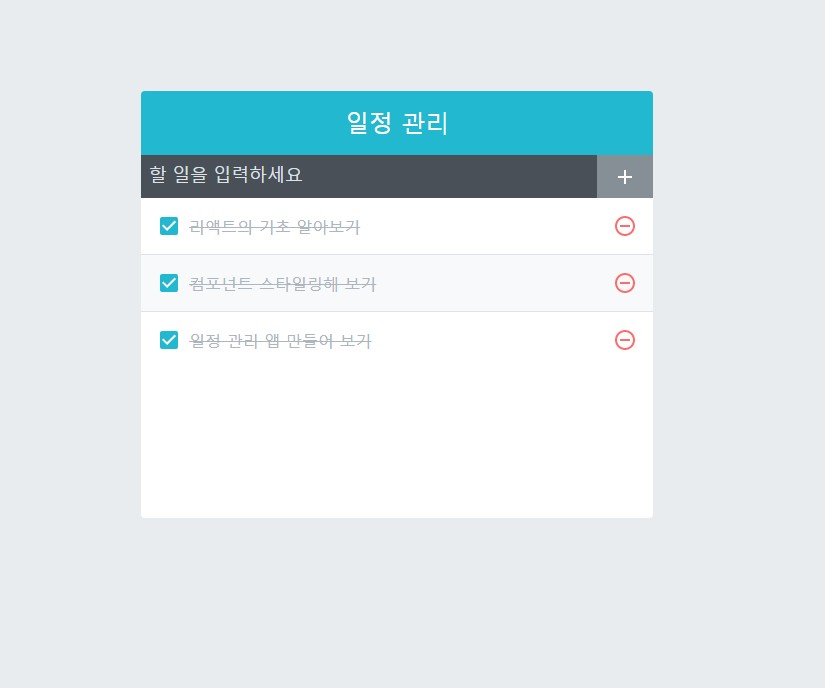 일정 관리
할 일을 입력하세요
리액트의 기초 알아보기
컴포넌트 스타일링해 보기
일정 관리 앱 만들어 보기